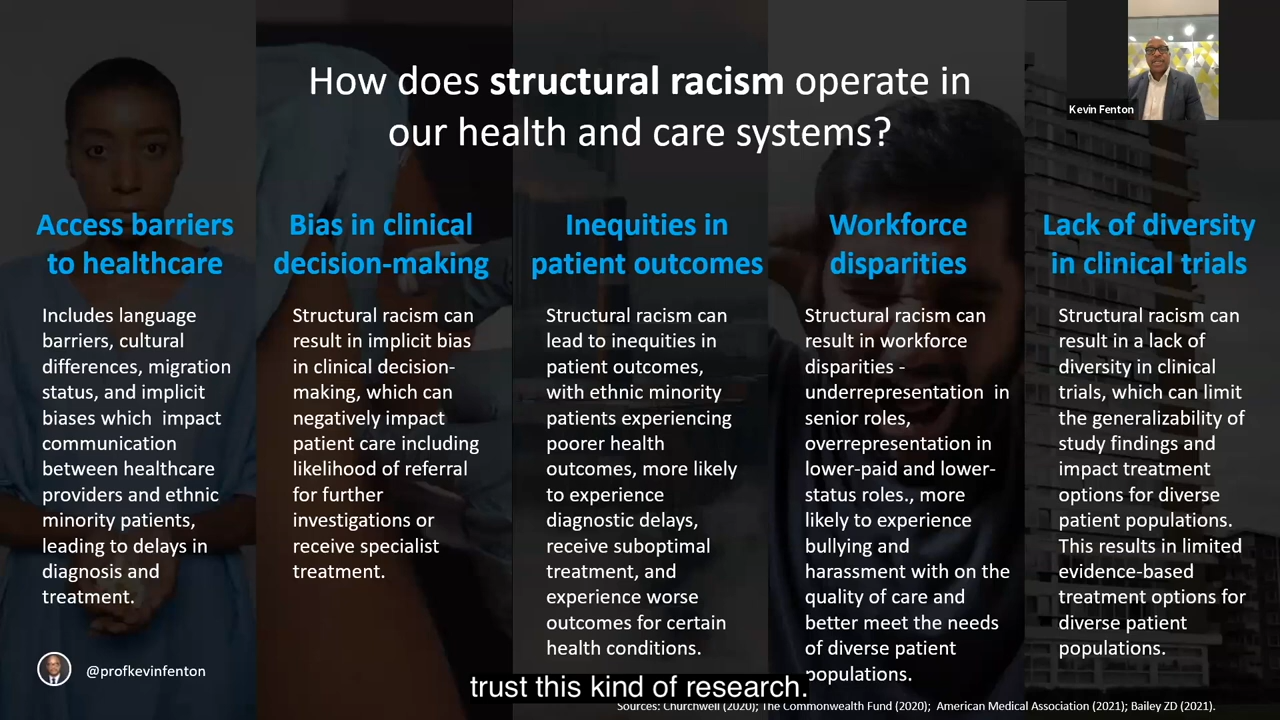 Kevin Fenton
How does structural racism operate in
our health and care systems?
Access barriers
to healthcare
Includes language
barriers, cultural
differences, migration
status, and implicit
biases which impact
communication
between healthcare
providers and ethnic
minority patients,
leading to delays in
diagnosis and
treatment.
Bias in clinical
decision-making
Structural racism can
result in implicit bias
in clinical decision-
making, which can
negatively impact
patient care including
likelihood of referral
for further
investigations or
receive specialist
treatment.
Inequities in
patient outcomes
Structural racism can
lead to inequities in
patient outcomes,
with ethnic minority
patients experiencing
poorer health
outcomes, more likely
to experience
diagnostic delays,
receive suboptimal
treatment, and
experience worse
outcomes for certain
health conditions.
Workforce
disparities
Structural racism can
result in workforce
disparities -
underrepresentation in
senior roles,
overrepresentation in
lower-paid and lower-
status roles., more
likely to experience
bullying and
harassment with on the
quality of care and
better meet the needs
of diverse patient
populations.
Lack of diversity
in clinical trials
Structural racism can
result in a lack of
diversity in clinical
trials, which can limit
the generalizability of
study findings and
impact treatment
options for diverse
patient populations.
This results in limited
evidence-based
treatment options for
diverse patient
populations.
@profkevinfenton
trust this kind of research.
Sources: Churchwell (2020); The Commonwealth Fund (2020); American Medical Association (2021); Bailey ZD (2021).